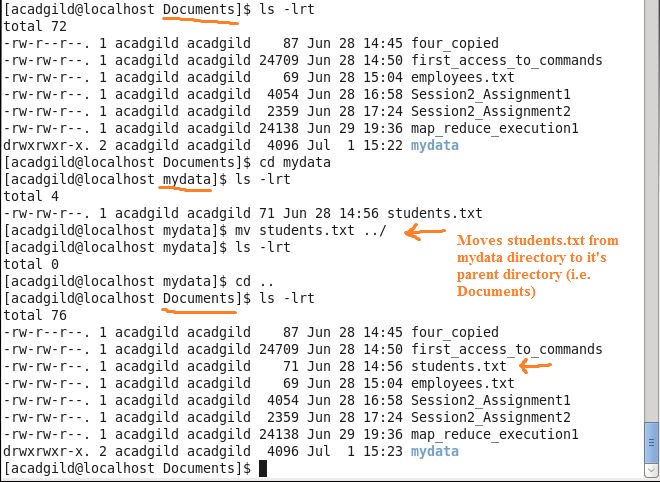 [acadgild@localhost Documents]$ ls -lrt
total 72
-rw-r--r--. 1 acadgild acadgild    87 Jun 28 14:45 four_copied
-rw-rw-r--. 1 acadgild acadgild 24709 Jun 28 14:50 first_access_to_commands
-rw-rw-r--. 1 acadgild acadgild    69 Jun 28 15:04 employees.txt
-rw-rw-r--. 1 acadgild acadgild  4054 Jun 28 16:58 Session2_Assignment1
-rw-rw-r--. 1 acadgild acadgild  2359 Jun 28 17:24 Session2_Assignment2
-rw-rw-r--. 1 acadgild acadgild 24138 Jun 29 19:36 map_reduce_execution1
drwxrwxr-x. 2 acadgild acadgild  4096 Jul  1 15:22 mydata
[acadgild@localhost Documents]$ cd mydata
[acadgild@localhost mydata]$ ls -lrt
total 4
-rw-rw-r--. 1 acadgild acadgild 71 Jun 28 14:56 students.txt
[acadgild@localhost mydata]$ mv students.txt ../
[acadgild@localhost mydata]$ ls -lrt
total 0
[acadgild@localhost mydata]$ cd ..
Moves students.txt from
mydata directory to it's
parent directory (i.e.
Documents)
[acadgild@localhost Documents]$ ls -lrt
total 76
-rw-r--r--. 1 acadgild acadgild    87 Jun 28 14:45 four_copied
-rw-rw-r--. 1 acadgild acadgild 24709 Jun 28 14:50 first_access_to_commands
-rw-rw-r--. 1 acadgild acadgild    71 Jun 28 14:56 students.txt
-rw-rw-r--. 1 acadgild acadgild    69 Jun 28 15:04 employees.txt
-rw-rw-r--. 1 acadgild acadgild  4054 Jun 28 16:58 Session2_Assignment1
-rw-rw-r--. 1 acadgild acadgild  2359 Jun 28 17:24 Session2_Assignment2
-rw-rw-r--. 1 acadgild acadgild 24138 Jun 29 19:36 map_reduce_execution1
drwxrwxr-x. 2 acadgild acadgild  4096 Jul  1 15:23 mydata
[acadgild@localhost Documents]$